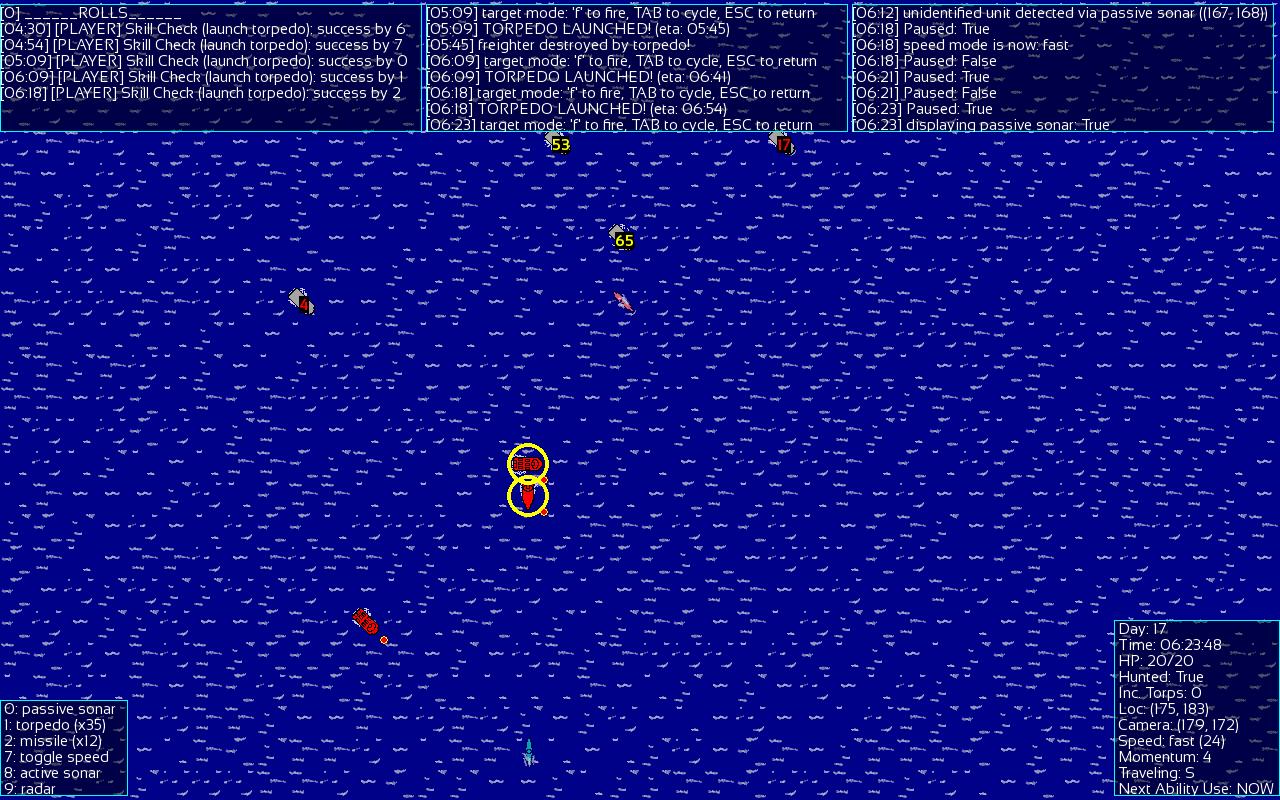 [0] ______ROLLS______
[04:30] [PLAYER] Skill Check (launch torpedo): success by 6
[04:54] [PLAYER] Skill Check (launch torpedo): success by 7
[05:09] [PLAYER] Skill Check (launch torpedo): success by 0
[06:09] [PLAYER] Skill Check (launch torpedo): success by 1
[06:18] [PLAYER] Skill Check (launch torpedo): success by 2
[05:09] target mode: 'f' to fire, TAB to cycle, ESC to return
[05:09] TORPEDO LAUNCHED! (eta: 05:45)
[05:45] freighter destroyed by torpedo!
[06:09] target mode: 'f' to fire, TAB to cycle, ESC to return
[06:09] TORPEDO LAUNCHED! (eta: 06:41)
[06:18] target mode: 'f' to fire, TAB to cycle, ESC to return
[06:18] TORPEDO LAUNCHED! (eta: 06:54)
[06:23] target mode: 'f' to fire, TAB to cycle, ESC to return
[06:12] unidentified unit detected via passive sonar ((167, 168))
[06:18] Paused: True
[06:18] speed mode is now: fast
[06:18] Paused: False
[06:21] Paused: True
[06:21] Paused: False
[06:23] Paused: True
[06:23] displaying passive sonar: True
53
17
65
4
Day: 17
Time: 06:23:48
HP: 20/20
Hunted: True
Inc. Torps: 0
Loc: (175, 183)
Camera: (179, 172)
Speed: fast (24)
Momentum: 4
Traveling: S
Next Ability Use: NOW
0: passive sonar
1: torpedo (x35)
2: missile (x12)
7: toggle speed
8: active sonar
9: radar